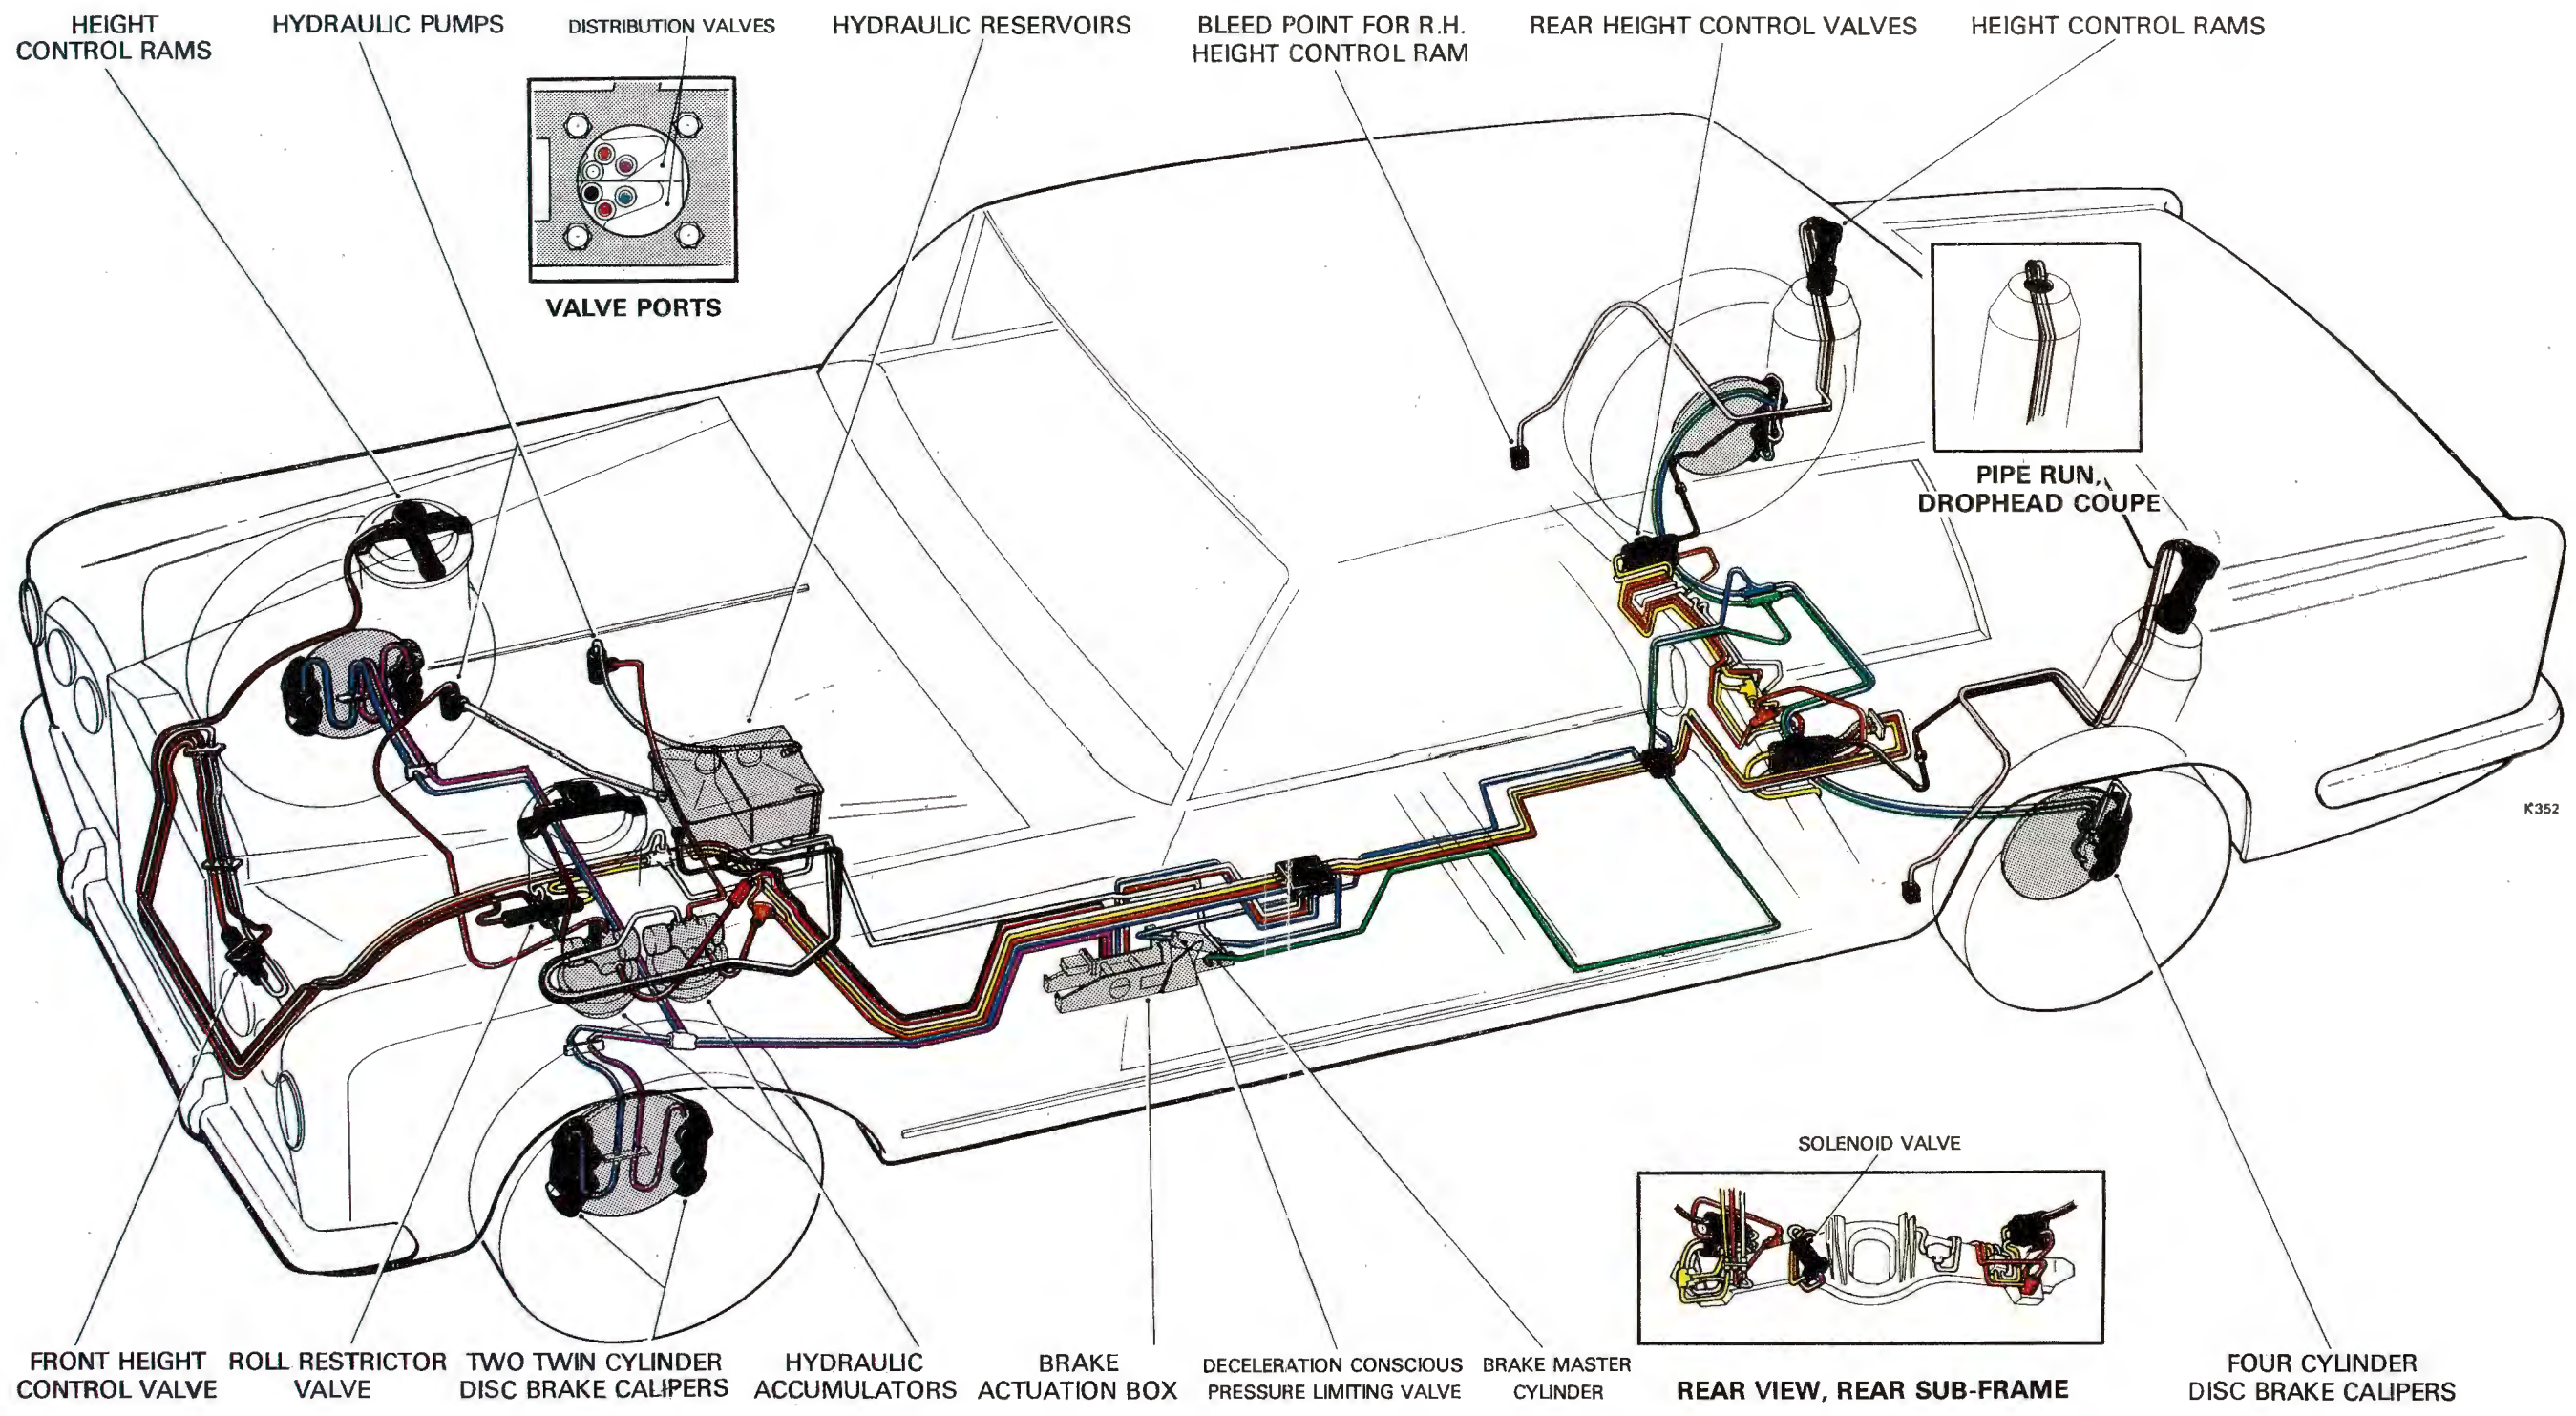 HEIGHT
CONTROL RAMS
HYDRAULIC PUMPS
DISTRIBUTION VALVES
HYDRAULIC RESERVOIRS
BLEED POINT FOR R.H.
HEIGHT CONTROL RAM
REAR HEIGHT CONTROL VALVES
HEIGHT CONTROL RAMS
VALVE PORTS
PIPE RUN,
DROPHEAD COUPE
K352
SOLENOID VALVE
FRONT HEIGHT
CONTROL VALVE
ROLL RESTRICTOR
VALVE
TWO TWIN CYLINDER
DISC BRAKE CALIPERS
HYDRAULIC
ACCUMULATORS
BRAKE
ACTUATION BOX
DECELERATION CONSCIOUS
PRESSURE LIMITING VALVE
BRAKE MASTER
CYLINDER
REAR VIEW, REAR SUB-FRAME
FOUR CYLINDER
DISC BRAKE CALIPERS